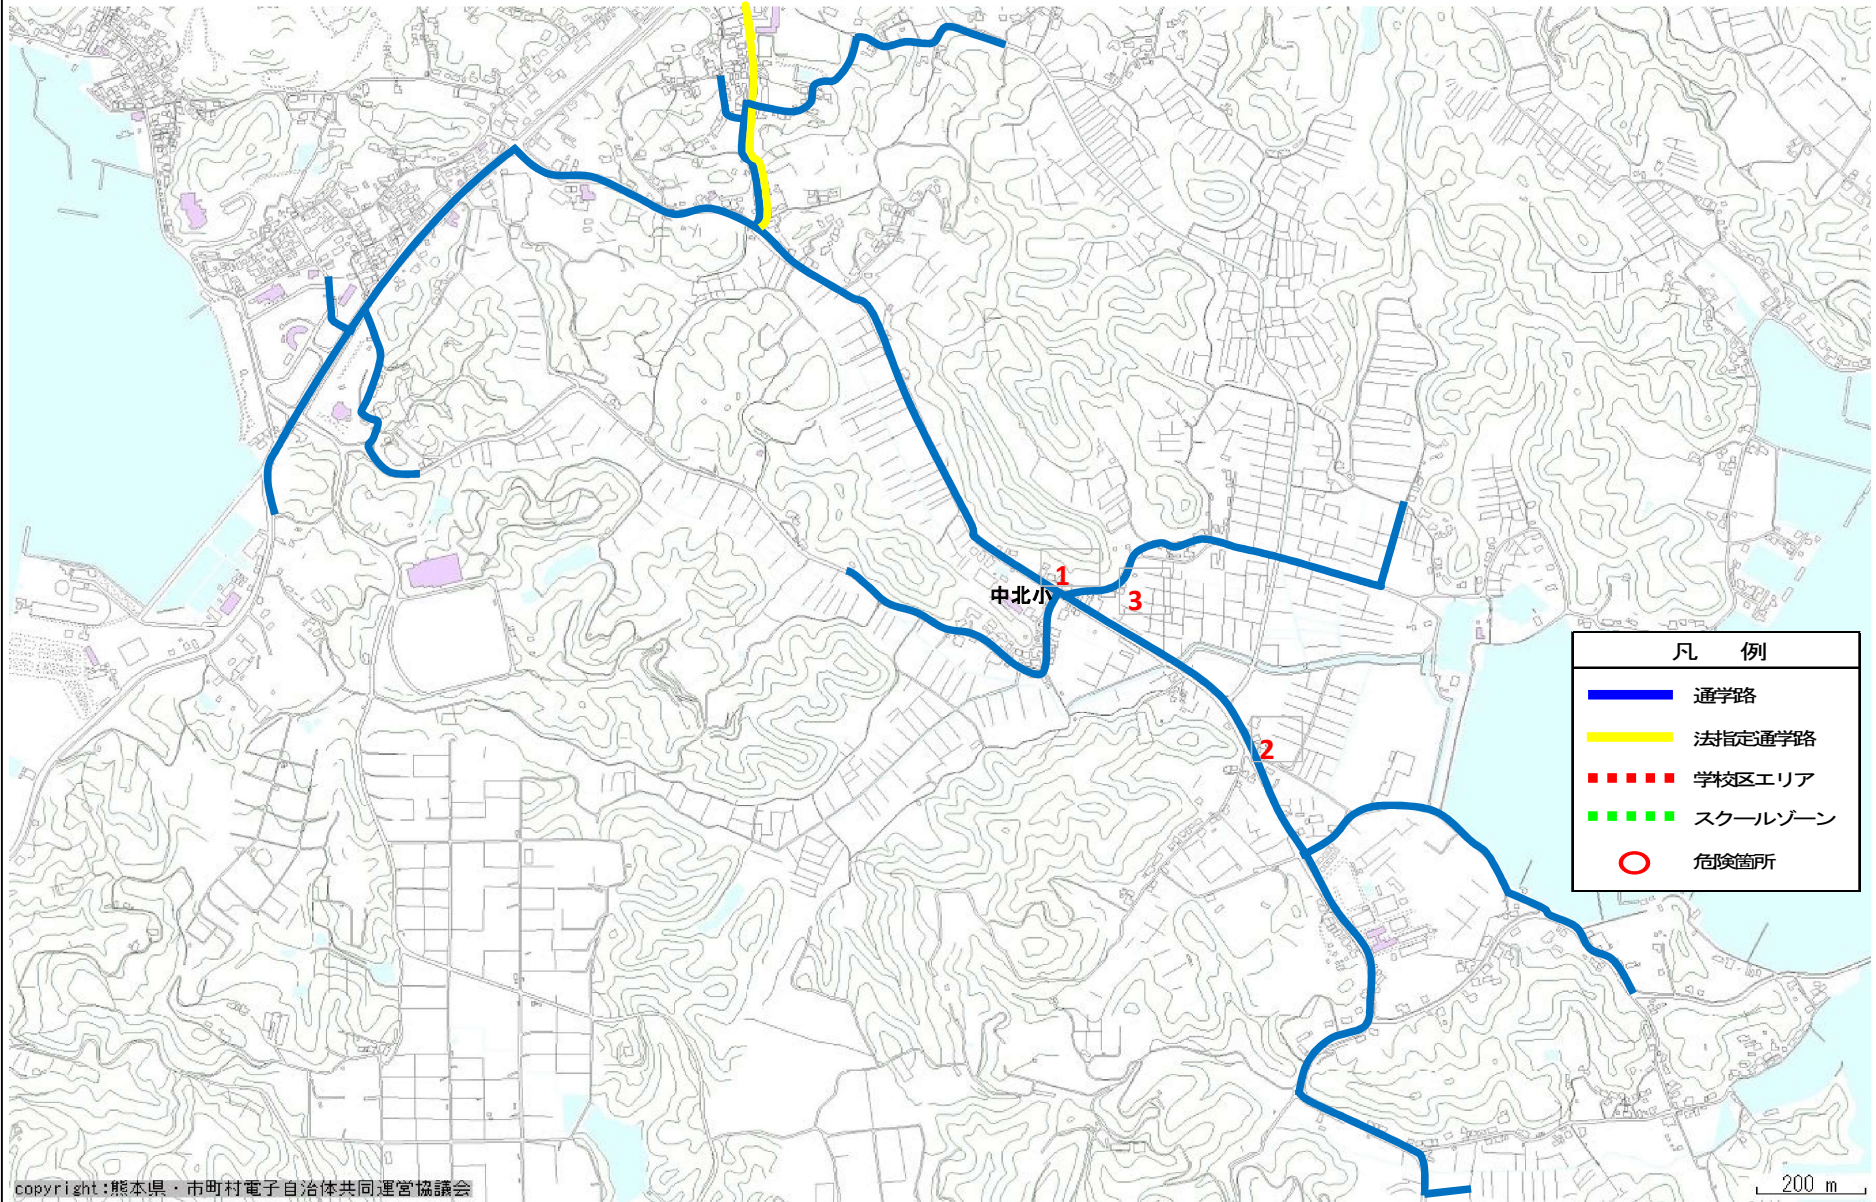 1
中北小
3
2
凡 例
通学路
法指定通学路
学校区エリア
スクールゾーン
危険箇所
copyright:熊本県・市町村電子自治体共同運営協議会
200 m